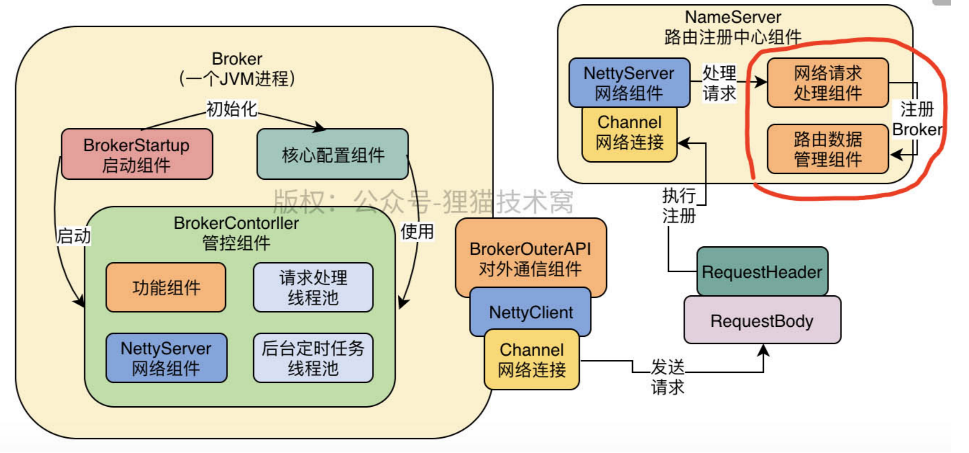 Broker
（一个JVM进程）
初始化
BrokerStartup
启动组件
核心配置组件
启动
使用
BrokerContorller
管控组件
功能组件
请求处理
线程池
NettyServer
网络组件
后台定时任务
线程池
版权：公众号-狸猫技术窝
BrokerOuterAPI
对外通信组件
NettyClient
Channel
网络连接
发送
请求
RequestHeader
RequestBody
执行
注册
NameServer
路由注册中心组件
NettyServer
网络组件
Channel
网络连接
处理
请求
网络请求
处理组件
注册
Broker
路由数据
管理组件